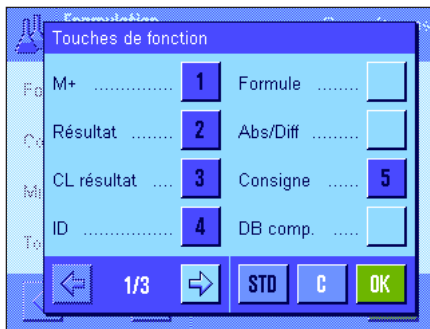 Formulation
Touches de fonction
M+ .............. 1 Formule .......
Résultat ........ 2 Abs/Diff ........
CL résultat .... 3 Consigne ...... 5
ID ................ 4 DB comp. .....
1/3 STD C OK